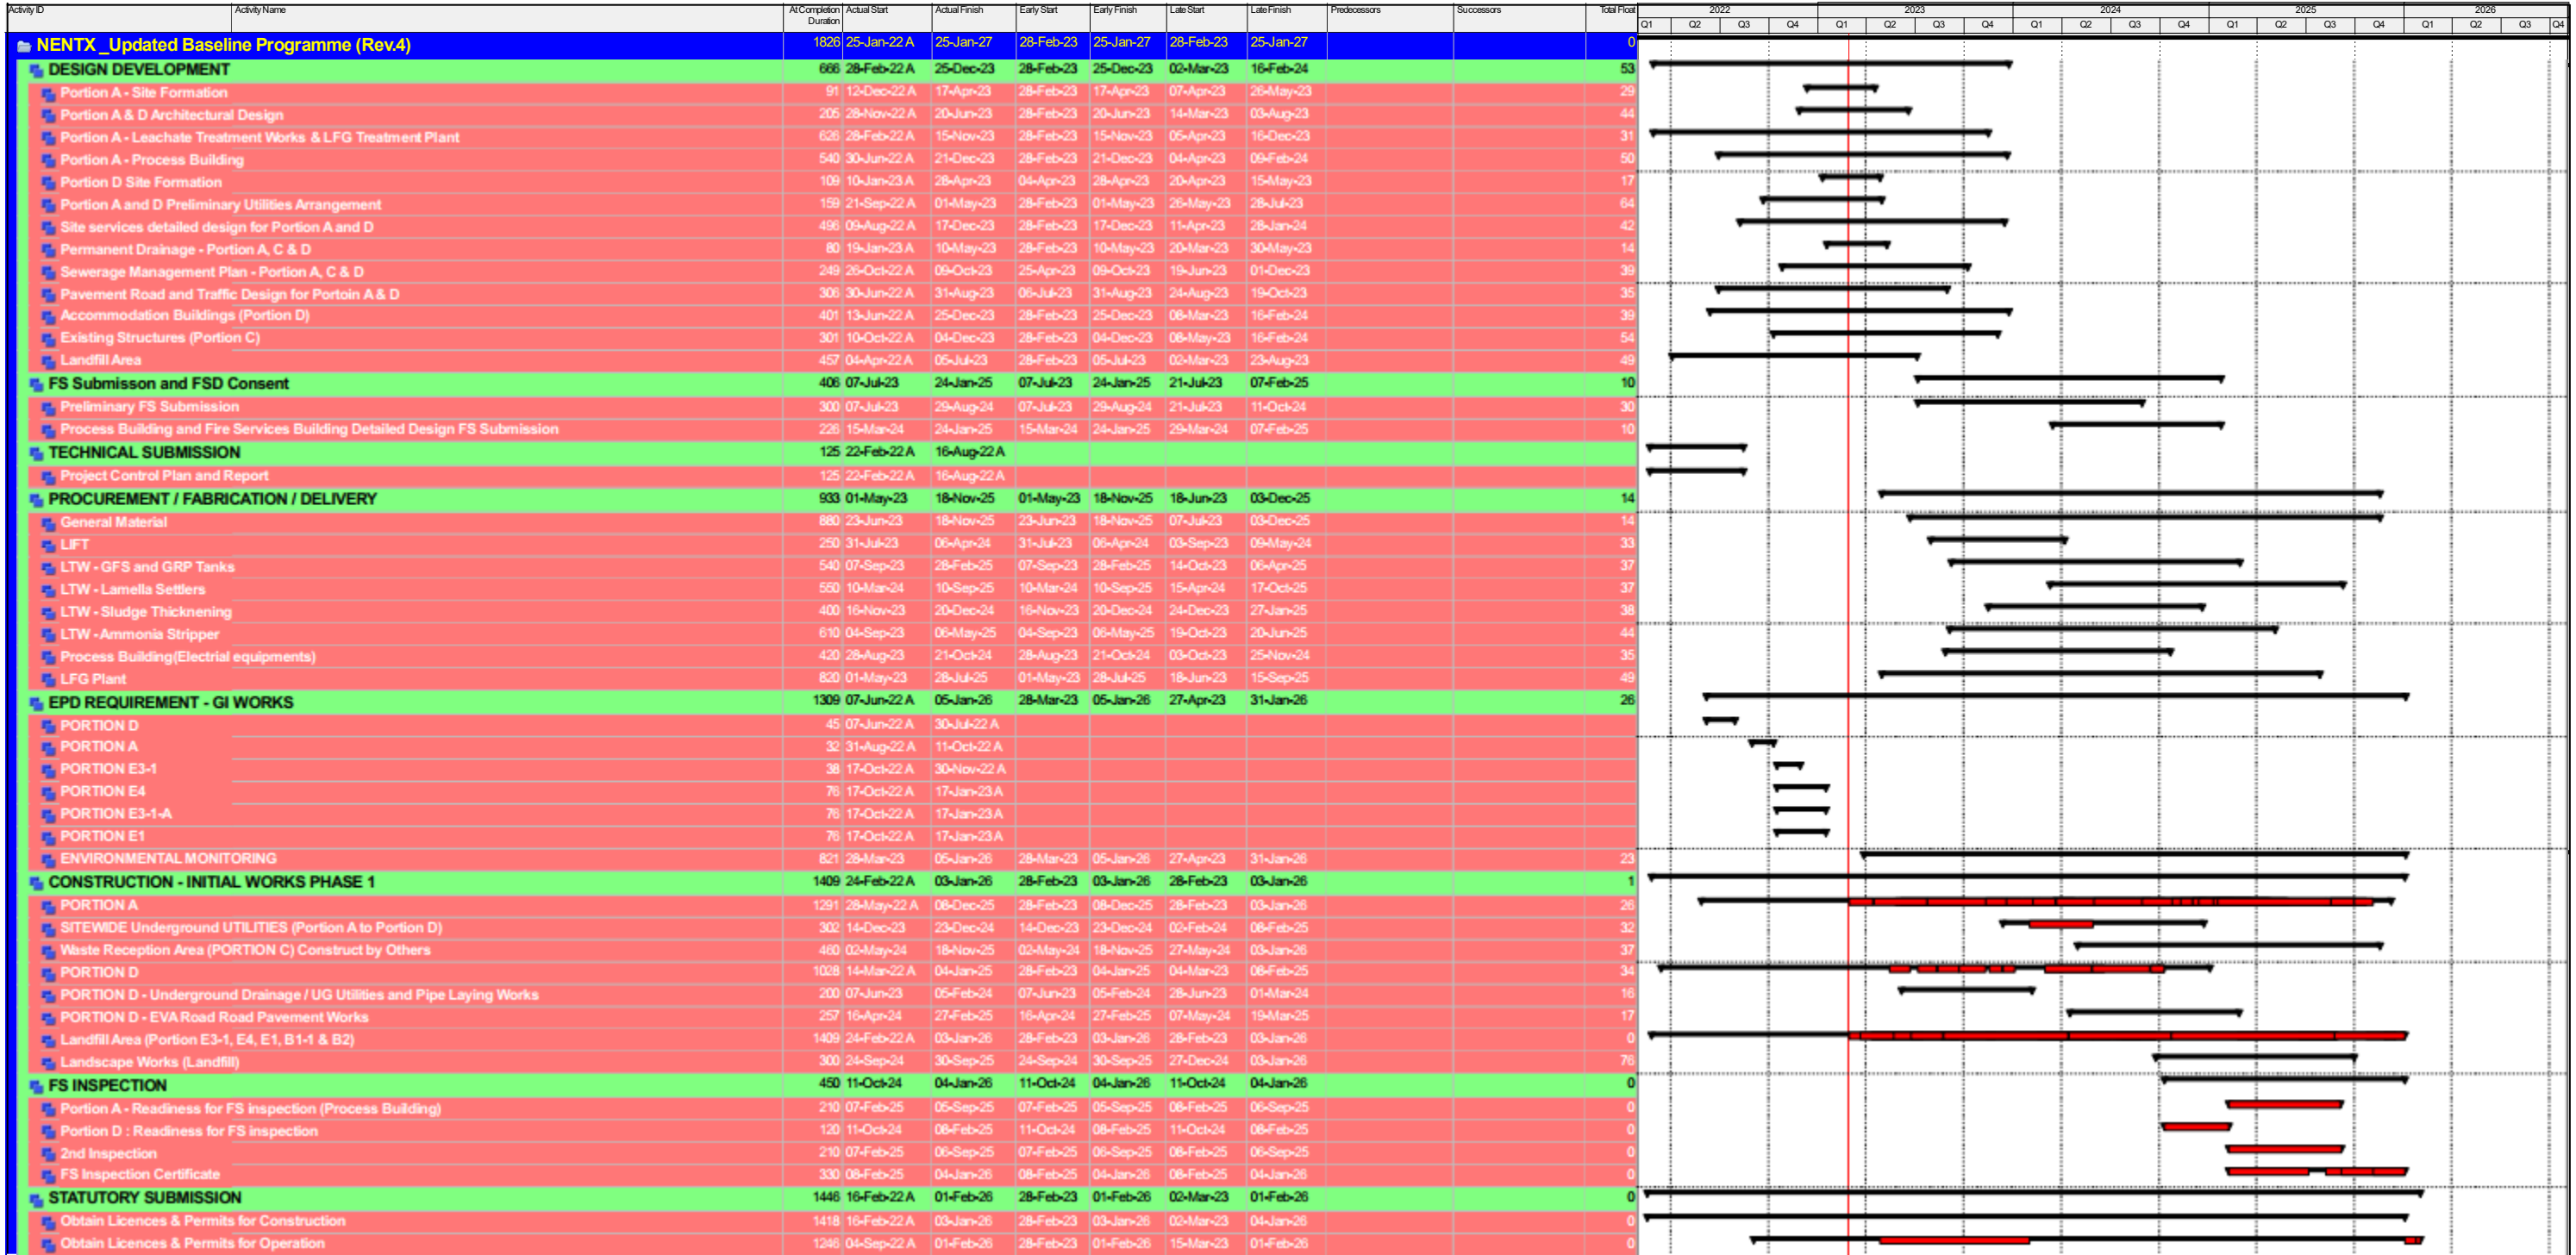 Activity ID Activity Name At Completion Duration Actual Start Actual Finish Early Start Early Finish Late Start Late Finish Predecessors Successors Total Float 2022 2023 2024 2025 2026
Q1 Q2 Q3 Q4 Q1 Q2 Q3 Q4 Q1 Q2 Q3 Q4 Q1 Q2 Q3 Q4 Q1 Q2 Q3 Q4
NENTX _Updated Baseline Programme (Rev.4) 1826 25-Jan-22 A 25-Jan-27 28-Feb-23 25-Jan-27 28-Feb-23 25-Jan-27 0
DESIGN DEVELOPMENT 666 28-Feb-22 A 25-Dec-23 28-Feb-23 25-Dec-23 02-Mar-23 16-Feb-24 53
Portion A - Site Formation 91 12-Dec-22 A 17-Apr-23 28-Feb-23 17-Apr-23 07-Apr-23 26-May-23 29
Portion A & D Architectural Design 205 28-Nov-22 A 20-Jun-23 28-Feb-23 20-Jun-23 14-Mar-23 03-Aug-23 44
Portion A - Leachate Treatment Works & LFG Treatment Plant 626 28-Feb-22 A 15-Nov-23 28-Feb-23 15-Nov-23 05-Apr-23 16-Dec-23 31
Portion A - Process Building 540 30-Jun-22 A 21-Dec-23 28-Feb-23 21-Dec-23 04-Apr-23 09-Feb-24 50
Portion D Site Formation 109 10-Jan-23 A 28-Apr-23 04-Apr-23 28-Apr-23 20-Apr-23 15-May-23 17
Portion A and D Preliminary Utilities Arrangement 159 21-Sep-22 A 01-May-23 28-Feb-23 01-May-23 26-May-23 28-Jul-23 64
Site services detailed design for Portion A and D 496 09-Aug-22 A 17-Dec-23 28-Feb-23 17-Dec-23 11-Apr-23 28-Jan-24 42
Permanent Drainage - Portion A, C & D 80 19-Jan-23 A 10-May-23 28-Feb-23 10-May-23 20-Mar-23 30-May-23 14
Sewerage Management Plan - Portion A, C & D 249 26-Oct-22 A 09-Oct-23 25-Apr-23 09-Oct-23 19-Jun-23 01-Dec-23 39
Pavement Road and Traffic Design for Portoin A & D 306 30-Jun-22 A 31-Aug-23 06-Jul-23 31-Aug-23 24-Aug-23 19-Oct-23 35
Accommodation Buildings (Portion D) 401 13-Jun-22 A 25-Dec-23 28-Feb-23 25-Dec-23 06-Mar-23 16-Feb-24 39
Existing Structures (Portion C) 301 10-Oct-22 A 04-Dec-23 28-Feb-23 04-Dec-23 08-May-23 16-Feb-24 54
Landfill Area 457 04-Apr-22 A 05-Jul-23 28-Feb-23 05-Jul-23 02-Mar-23 23-Aug-23 49
FS Submisson and FSD Consent 406 07-Jul-23 24-Jan-25 07-Jul-23 24-Jan-25 21-Jul-23 07-Feb-25 10
Preliminary FS Submission 300 07-Jul-23 29-Aug-24 07-Jul-23 29-Aug-24 21-Jul-23 11-Oct-24 30
Process Building and Fire Services Building Detailed Design FS Submission 226 15-Mar-24 24-Jan-25 15-Mar-24 24-Jan-25 29-Mar-24 07-Feb-25 10
TECHNICAL SUBMISSION 125 22-Feb-22 A 16-Aug-22 A
Project Control Plan and Report 125 22-Feb-22 A 16-Aug-22 A
PROCUREMENT / FABRICATION / DELIVERY 933 01-May-23 18-Nov-25 01-May-23 18-Nov-25 18-Jun-23 03-Dec-25 14
General Material 880 23-Jun-23 18-Nov-25 23-Jun-23 18-Nov-25 07-Jul-23 03-Dec-25 14
LIFT 250 31-Jul-23 06-Apr-24 31-Jul-23 06-Apr-24 03-Sep-23 09-May-24 33
LTW - GFS and GRP Tanks 540 07-Sep-23 28-Feb-25 07-Sep-23 28-Feb-25 14-Oct-23 06-Apr-25 37
LTW - Lamella Settlers 550 10-Mar-24 10-Sep-25 10-Mar-24 10-Sep-25 15-Apr-24 17-Oct-25 37
LTW - Sludge Thicknening 400 16-Nov-23 20-Dec-24 16-Nov-23 20-Dec-24 24-Dec-23 27-Jan-25 38
LTW - Ammonia Stripper 610 04-Sep-23 06-May-25 04-Sep-23 06-May-25 19-Oct-23 20-Jun-25 44
Process Building(Electrial equipments) 420 28-Aug-23 21-Oct-24 28-Aug-23 21-Oct-24 03-Oct-23 25-Nov-24 35
LFG Plant 820 01-May-23 28-Jul-25 01-May-23 28-Jul-25 18-Jun-23 15-Sep-25 49
EPD REQUIREMENT - GI WORKS 1309 07-Jun-22 A 05-Jan-26 28-Mar-23 05-Jan-26 27-Apr-23 31-Jan-26 26
PORTION D 45 07-Jun-22 A 30-Jul-22 A
PORTION A 32 31-Aug-22 A 11-Oct-22 A
PORTION E3-1 38 17-Oct-22 A 30-Nov-22 A
PORTION E4 76 17-Oct-22 A 17-Jan-23 A
PORTION E3-1-A 76 17-Oct-22 A 17-Jan-23 A
PORTION E1 76 17-Oct-22 A 17-Jan-23 A
ENVIRONMENTAL MONITORING 821 28-Mar-23 05-Jan-26 28-Mar-23 05-Jan-26 27-Apr-23 31-Jan-26 23
CONSTRUCTION - INITIAL WORKS PHASE 1 1409 24-Feb-22 A 03-Jan-26 28-Feb-23 03-Jan-26 28-Feb-23 03-Jan-26 1
PORTION A 1291 28-May-22 A 08-Dec-25 28-Feb-23 08-Dec-25 28-Feb-23 03-Jan-26 26
SITEWIDE Underground UTILITIES (Portion A to Portion D) 302 14-Dec-23 23-Dec-24 14-Dec-23 23-Dec-24 02-Feb-24 08-Feb-25 32
Waste Reception Area (PORTION C) Construct by Others 460 02-May-24 18-Nov-25 02-May-24 18-Nov-25 27-May-24 03-Jan-26 37
PORTION D 1028 14-Mar-22 A 04-Jan-25 28-Feb-23 04-Jan-25 04-Mar-23 08-Feb-25 34
PORTION D - Underground Drainage / UG Utilities and Pipe Laying Works 200 07-Jun-23 05-Feb-24 07-Jun-23 05-Feb-24 28-Jun-23 01-Mar-24 16
PORTION D - EVA Road Road Pavement Works 257 16-Apr-24 27-Feb-25 16-Apr-24 27-Feb-25 07-May-24 19-Mar-25 17
Landfill Area (Portion E3-1, E4, E1, B1-1 & B2) 1409 24-Feb-22 A 03-Jan-26 28-Feb-23 03-Jan-26 28-Feb-23 03-Jan-26 0
Landscape Works (Landfill) 300 24-Sep-24 30-Sep-25 24-Sep-24 30-Sep-25 27-Dec-24 03-Jan-26 76
FS INSPECTION 450 11-Oct-24 04-Jan-26 11-Oct-24 04-Jan-26 11-Oct-24 04-Jan-26 0
Portion A - Readiness for FS inspection (Process Building) 210 07-Feb-25 05-Sep-25 07-Feb-25 05-Sep-25 08-Feb-25 06-Sep-25 0
Portion D : Readiness for FS inspection 120 11-Oct-24 08-Feb-25 11-Oct-24 08-Feb-25 11-Oct-24 08-Feb-25 0
2nd Inspection 210 07-Feb-25 06-Sep-25 07-Feb-25 06-Sep-25 08-Feb-25 06-Sep-25 0
FS Inspection Certificate 330 08-Feb-25 04-Jan-26 08-Feb-25 04-Jan-26 08-Feb-25 04-Jan-26 0
STATUTORY SUBMISSION 1446 16-Feb-22 A 01-Feb-26 28-Feb-23 01-Feb-26 02-Mar-23 01-Feb-26 0
Obtain Licences & Permits for Construction 1418 16-Feb-22 A 03-Jan-26 28-Feb-23 03-Jan-26 02-Mar-23 04-Jan-26 0
Obtain Licences & Permits for Operation 1246 04-Sep-22 A 01-Feb-26 28-Feb-23 01-Feb-26 15-Mar-23 01-Feb-26 0